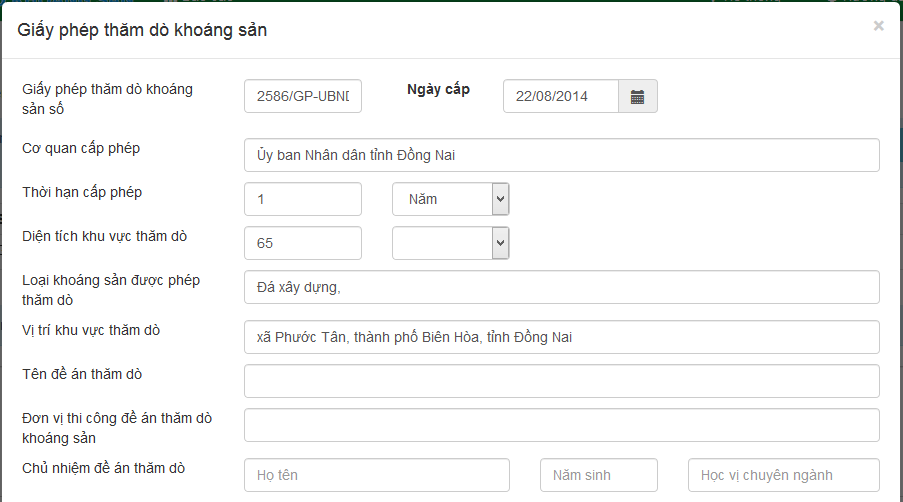 Giấy phép thăm dò khoáng sản
×
Giấy phép thăm dò khoáng
sản số
2586/GP-UBN
Ngày cấp
22/08/2014
Cơ quan cấp phép
Ủy ban Nhân dân tỉnh Đồng Nai
Thời hạn cấp phép
1
Năm
Diện tích khu vực thăm dò
65
Loại khoáng sản được phép
thăm dò
Đá xây dựng,
Vị trí khu vực thăm dò
xã Phước Tân, thành phố Biên Hòa, tỉnh Đồng Nai
Tên đề án thăm dò
Đơn vị thi công đề án thăm dò
khoáng sản
Chủ nhiệm đề án thăm dò
Họ tên
Năm sinh
Học vị chuyên ngành